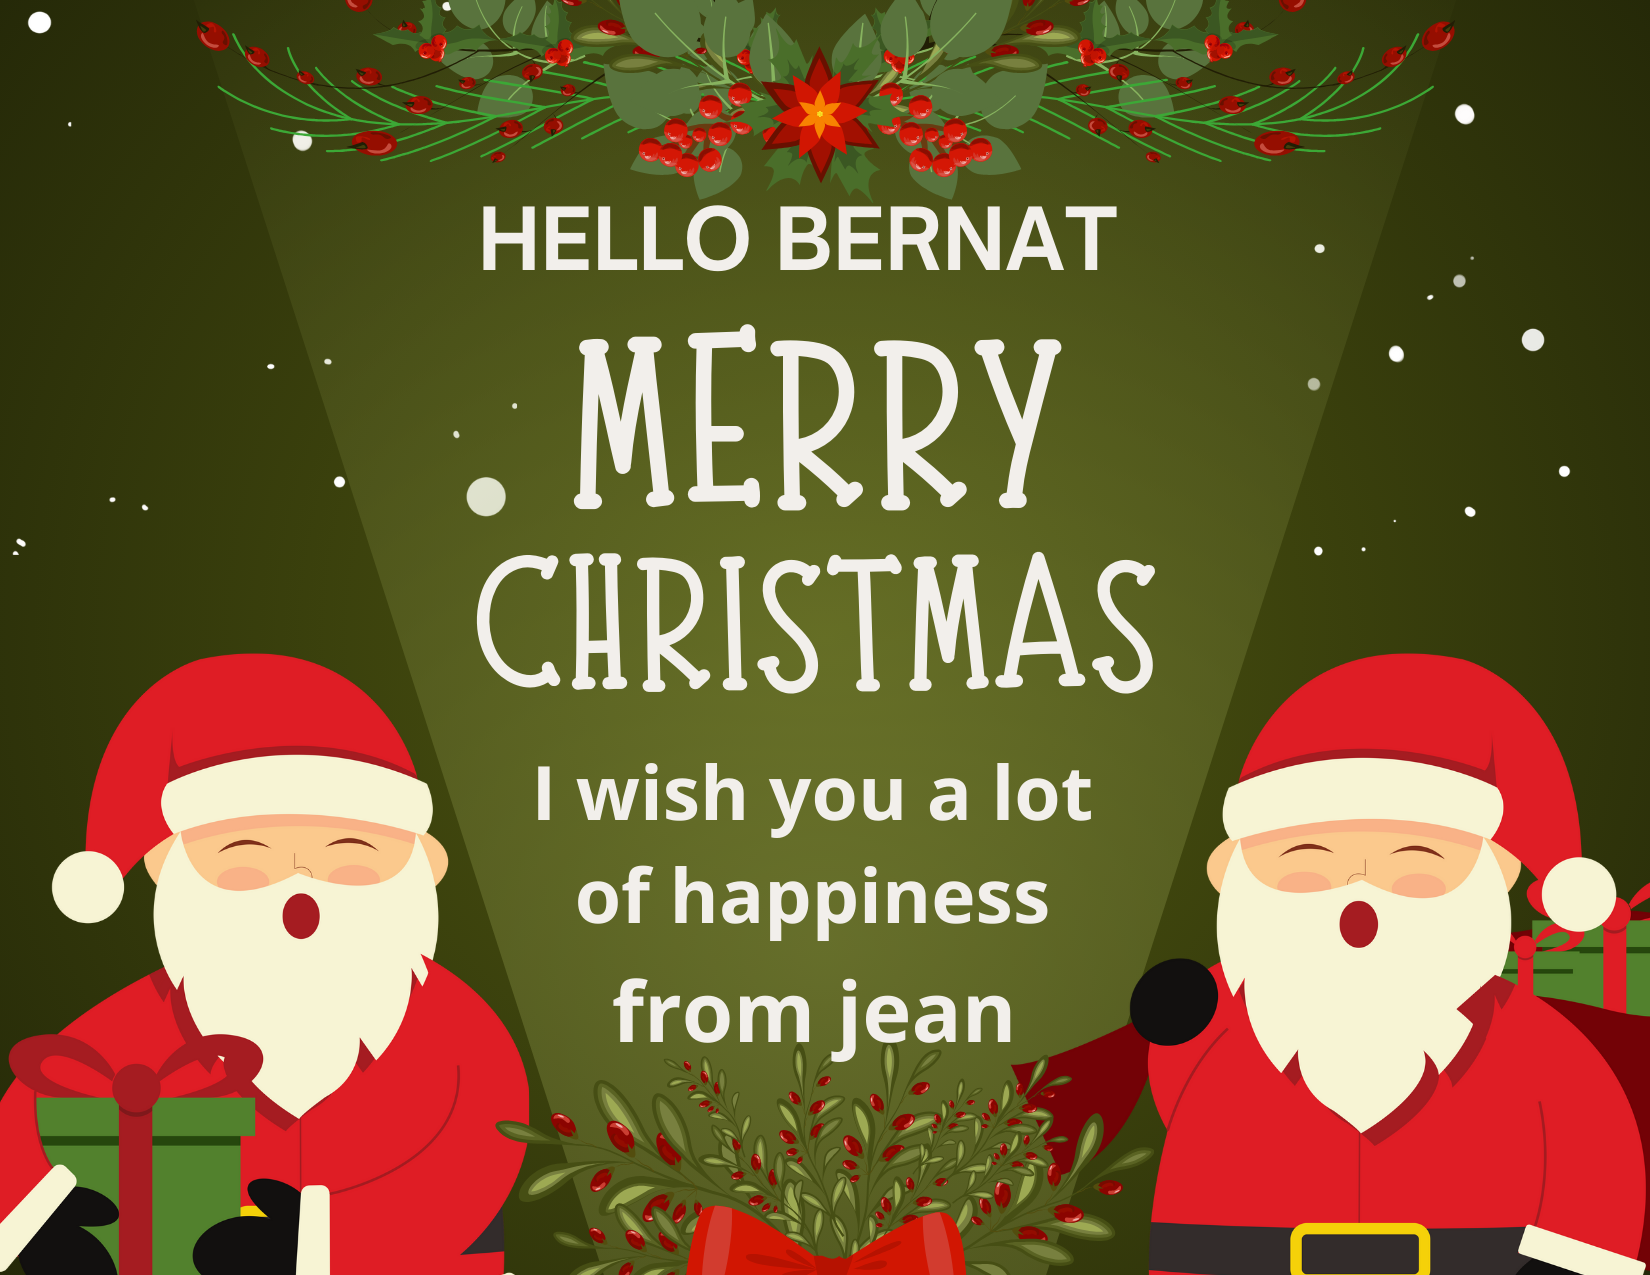 HELLO BERNAT
MERRY
CHRISTMAS
I wish you a lot
of happiness
from jean